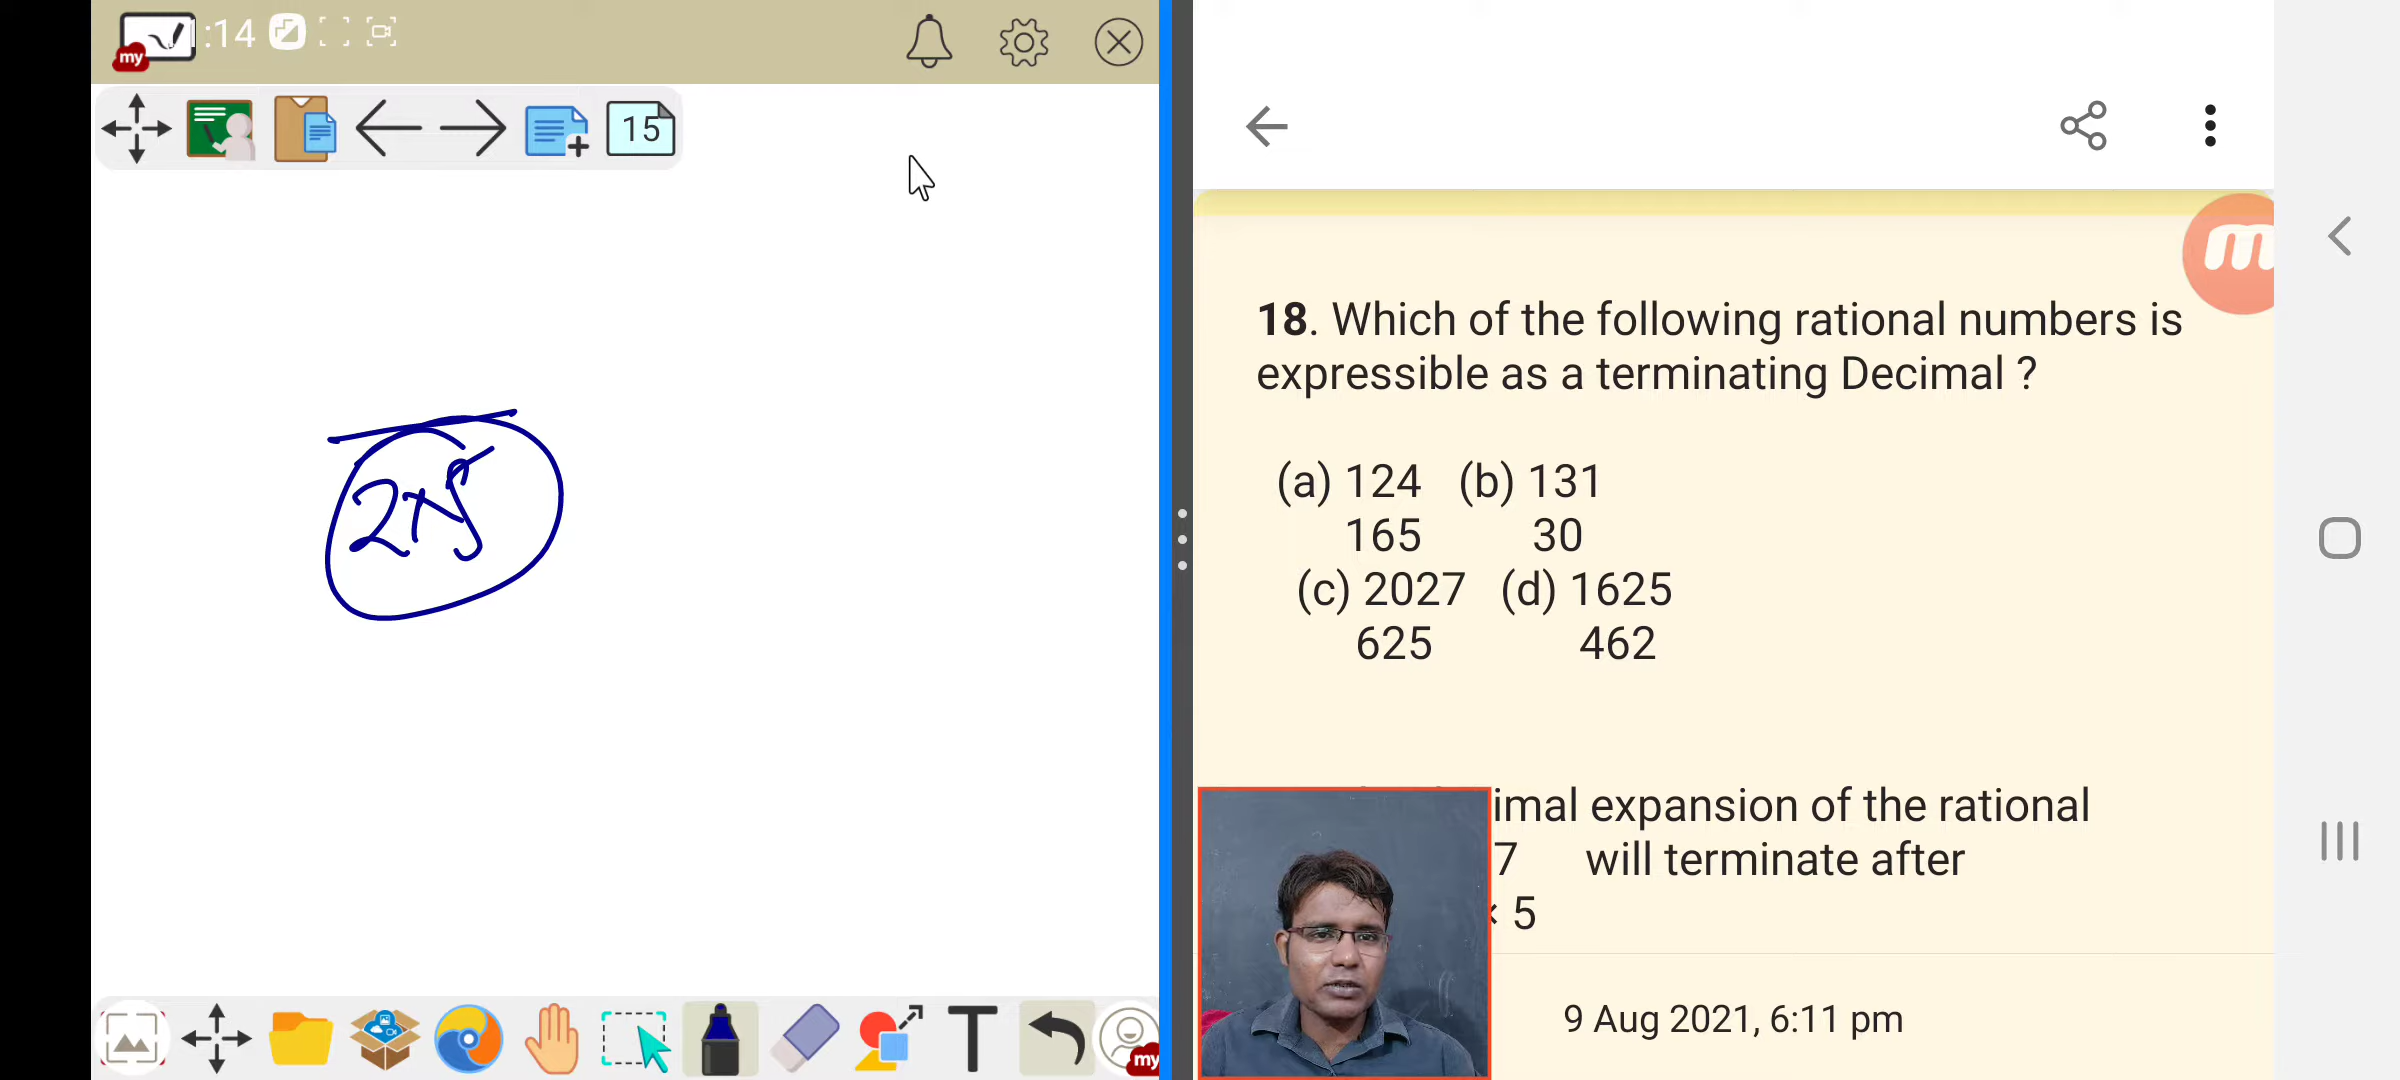 :14
my
15
2×5
my
18. Which of the following rational numbers is
expressible as a terminating Decimal ?
(a) 124 (b) 131
165 30
(c) 2027 (d) 1625
625 462
imal expansion of the rational
7 will terminate after
× 5
9 Aug 2021, 6:11 pm